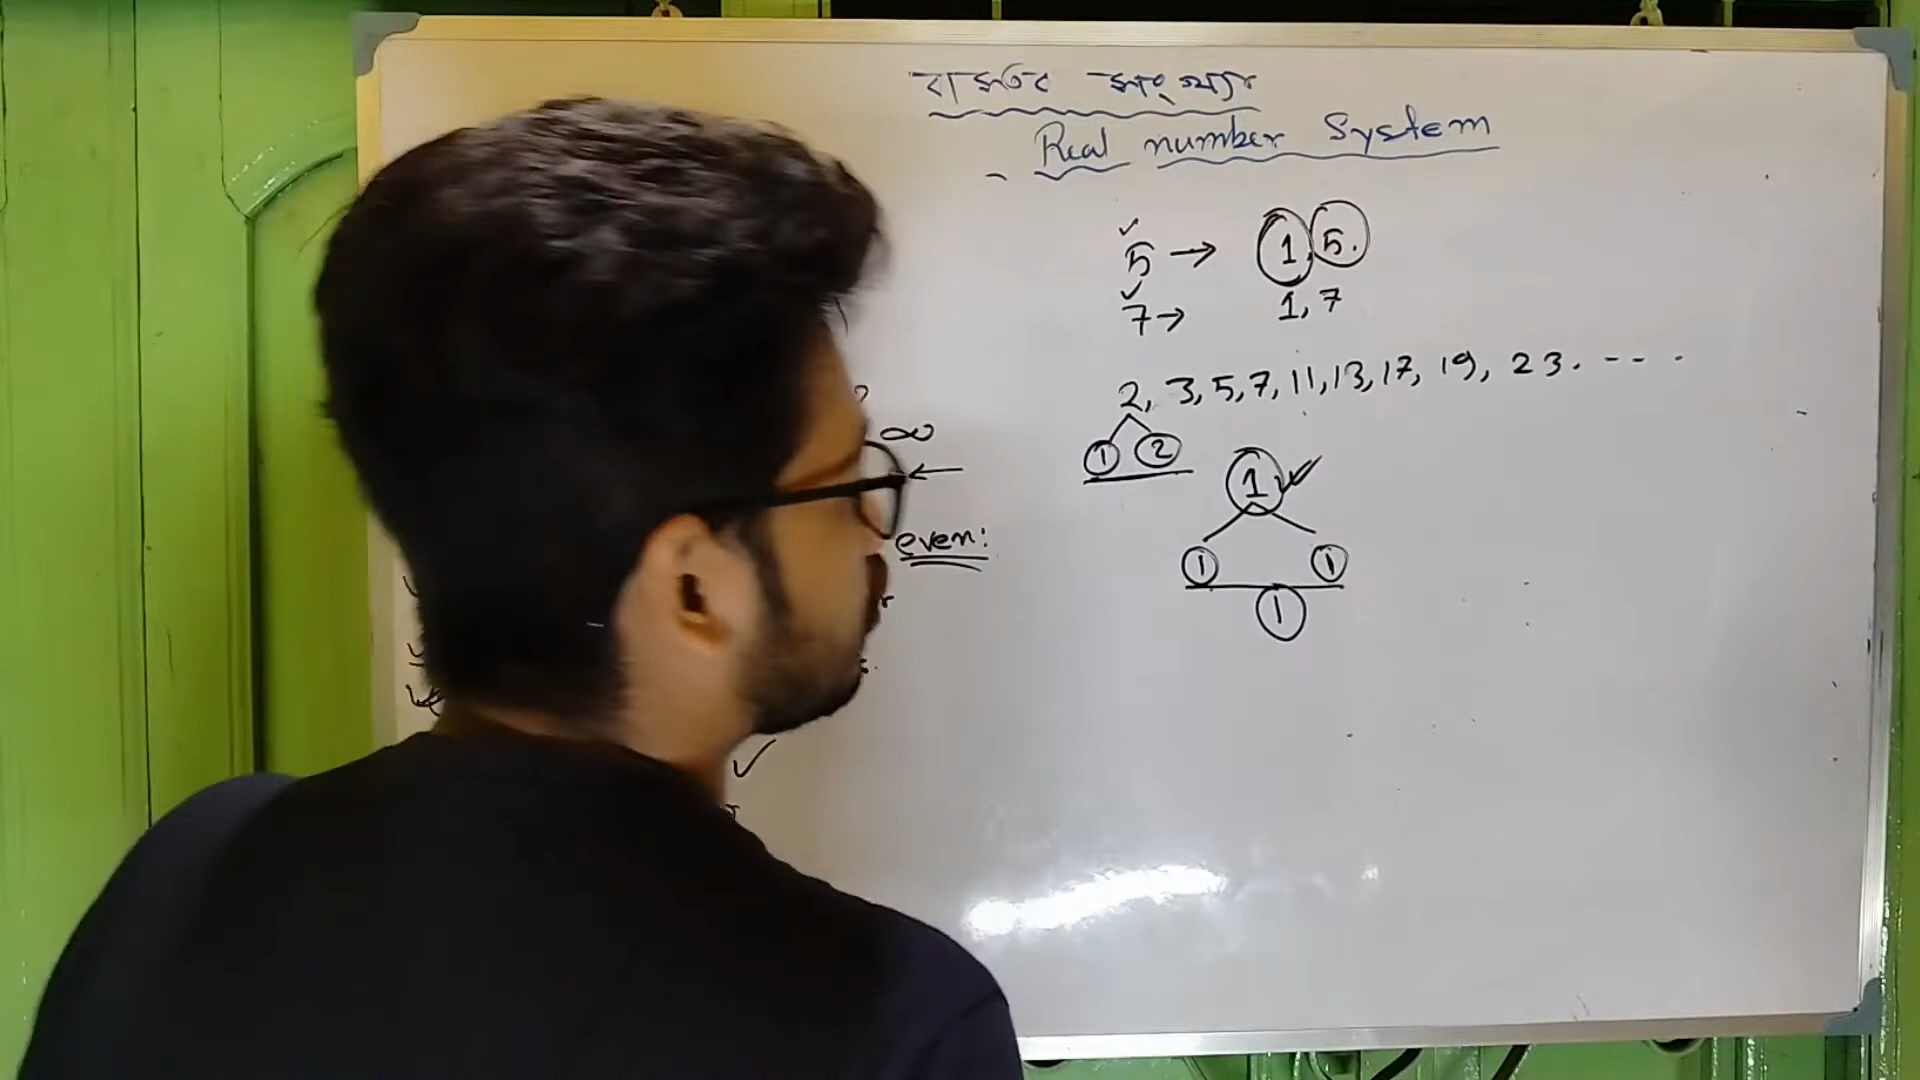 বাস্তব সংখ্যা
Real number System
5 → 1, 5.
7 → 1, 7
2, 3, 5, 7, 11, 13, 17, 19, 23. ----
1 2
1
1 1
1
∞
←
even: